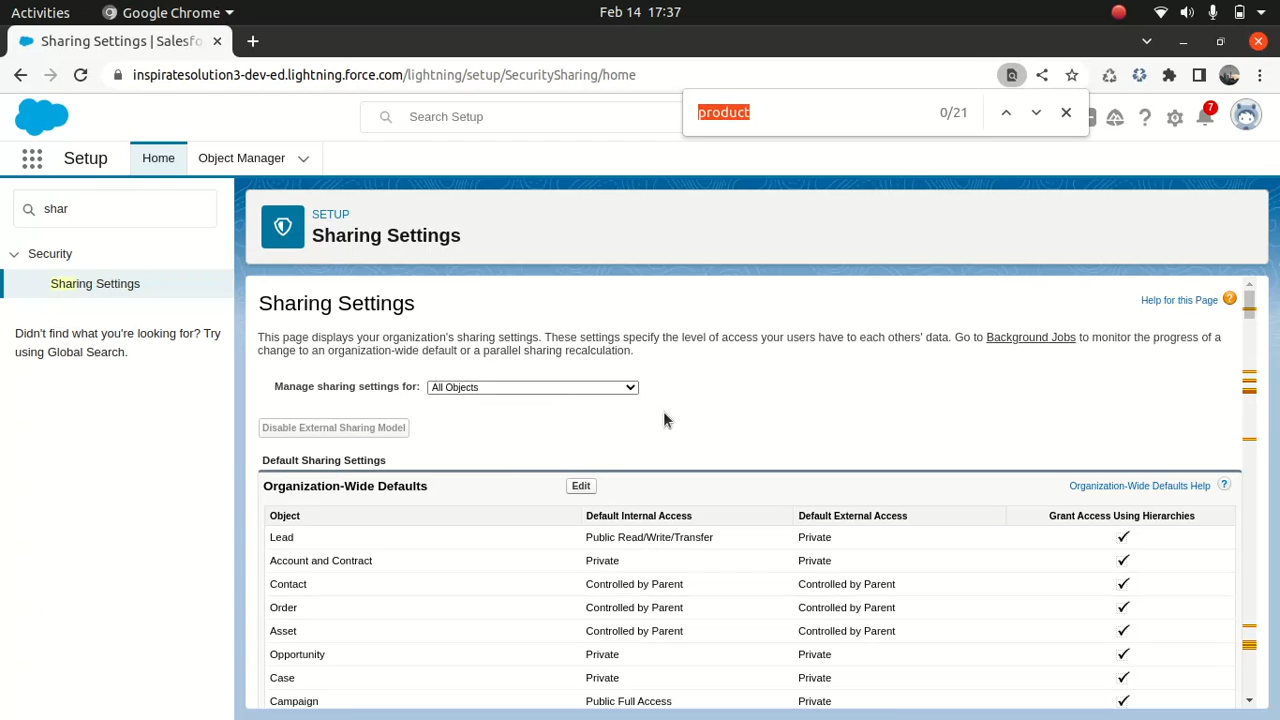 Activities Google Chrome Feb 14 17:37
Sharing Settings | Salesfo
inspiratesolution3-dev-ed.lightning.force.com/lightning/setup/SecuritySharing/home
product 0/21
Search Setup
7
Setup Home Object Manager
shar
Security
Sharing Settings
Didn't find what you're looking for? Try
using Global Search.
SETUP
Sharing Settings
Sharing Settings
Help for this Page ?
This page displays your organization's sharing settings. These settings specify the level of access your users have to each others' data. Go to Background Jobs to monitor the progress of a
change to an organization-wide default or a parallel sharing recalculation.
Manage sharing settings for: All Objects
Disable External Sharing Model
Default Sharing Settings
Organization-Wide Defaults Edit Organization-Wide Defaults Help ?
Object Default Internal Access Default External Access Grant Access Using Hierarchies
Lead Public Read/Write/Transfer Private ✓
Account and Contract Private Private ✓
Contact Controlled by Parent Controlled by Parent ✓
Order Controlled by Parent Controlled by Parent ✓
Asset Controlled by Parent Controlled by Parent ✓
Opportunity Private Private ✓
Case Private Private ✓
Campaign Public Full Access Private ✓